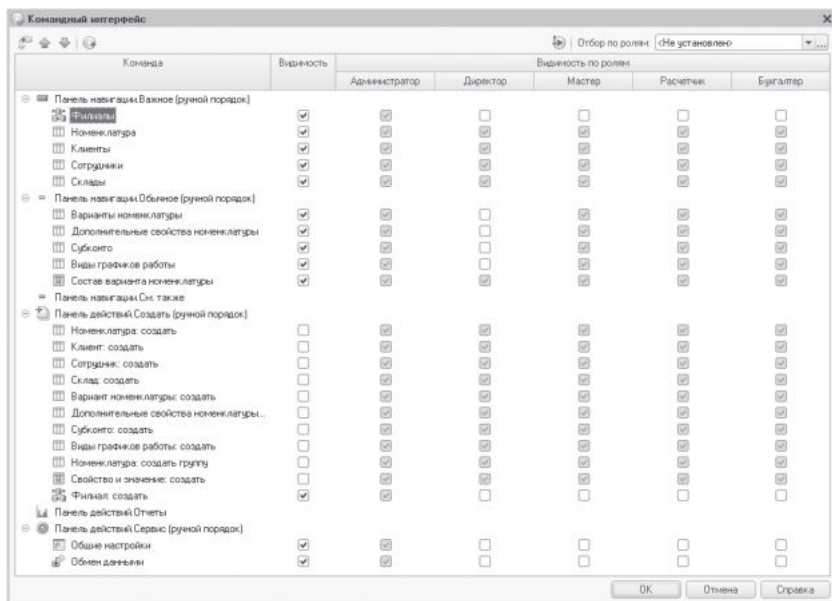 Командный интерфейс
Отбор по ролям: <Не установлено>
Команда Видимость Видимость по ролям
Администратор Директор Мастер Расчетчик Бухгалтер
Панель навигации.Важное (ручной порядок)
Филиалы
Номенклатура
Клиенты
Сотрудники
Склады
Панель навигации.Обычное (ручной порядок)
Варианты номенклатуры
Дополнительные свойства номенклатуры
Субконто
Виды графиков работы
Состав варианта номенклатуры
Панель навигации.См. также
Панель действий.Создать (ручной порядок)
Номенклатура: создать
Клиент: создать
Сотрудник: создать
Склад: создать
Вариант номенклатуры: создать
Дополнительные свойства номенклатуры...
Субконто: создать
Виды графиков работы: создать
Номенклатура: создать группу
Свойство и значение: создать
Филиал: создать
Панель действий.Отчеты
Панель действий.Сервис (ручной порядок)
Общие настройки
Обмен данными
OK Отмена Справка